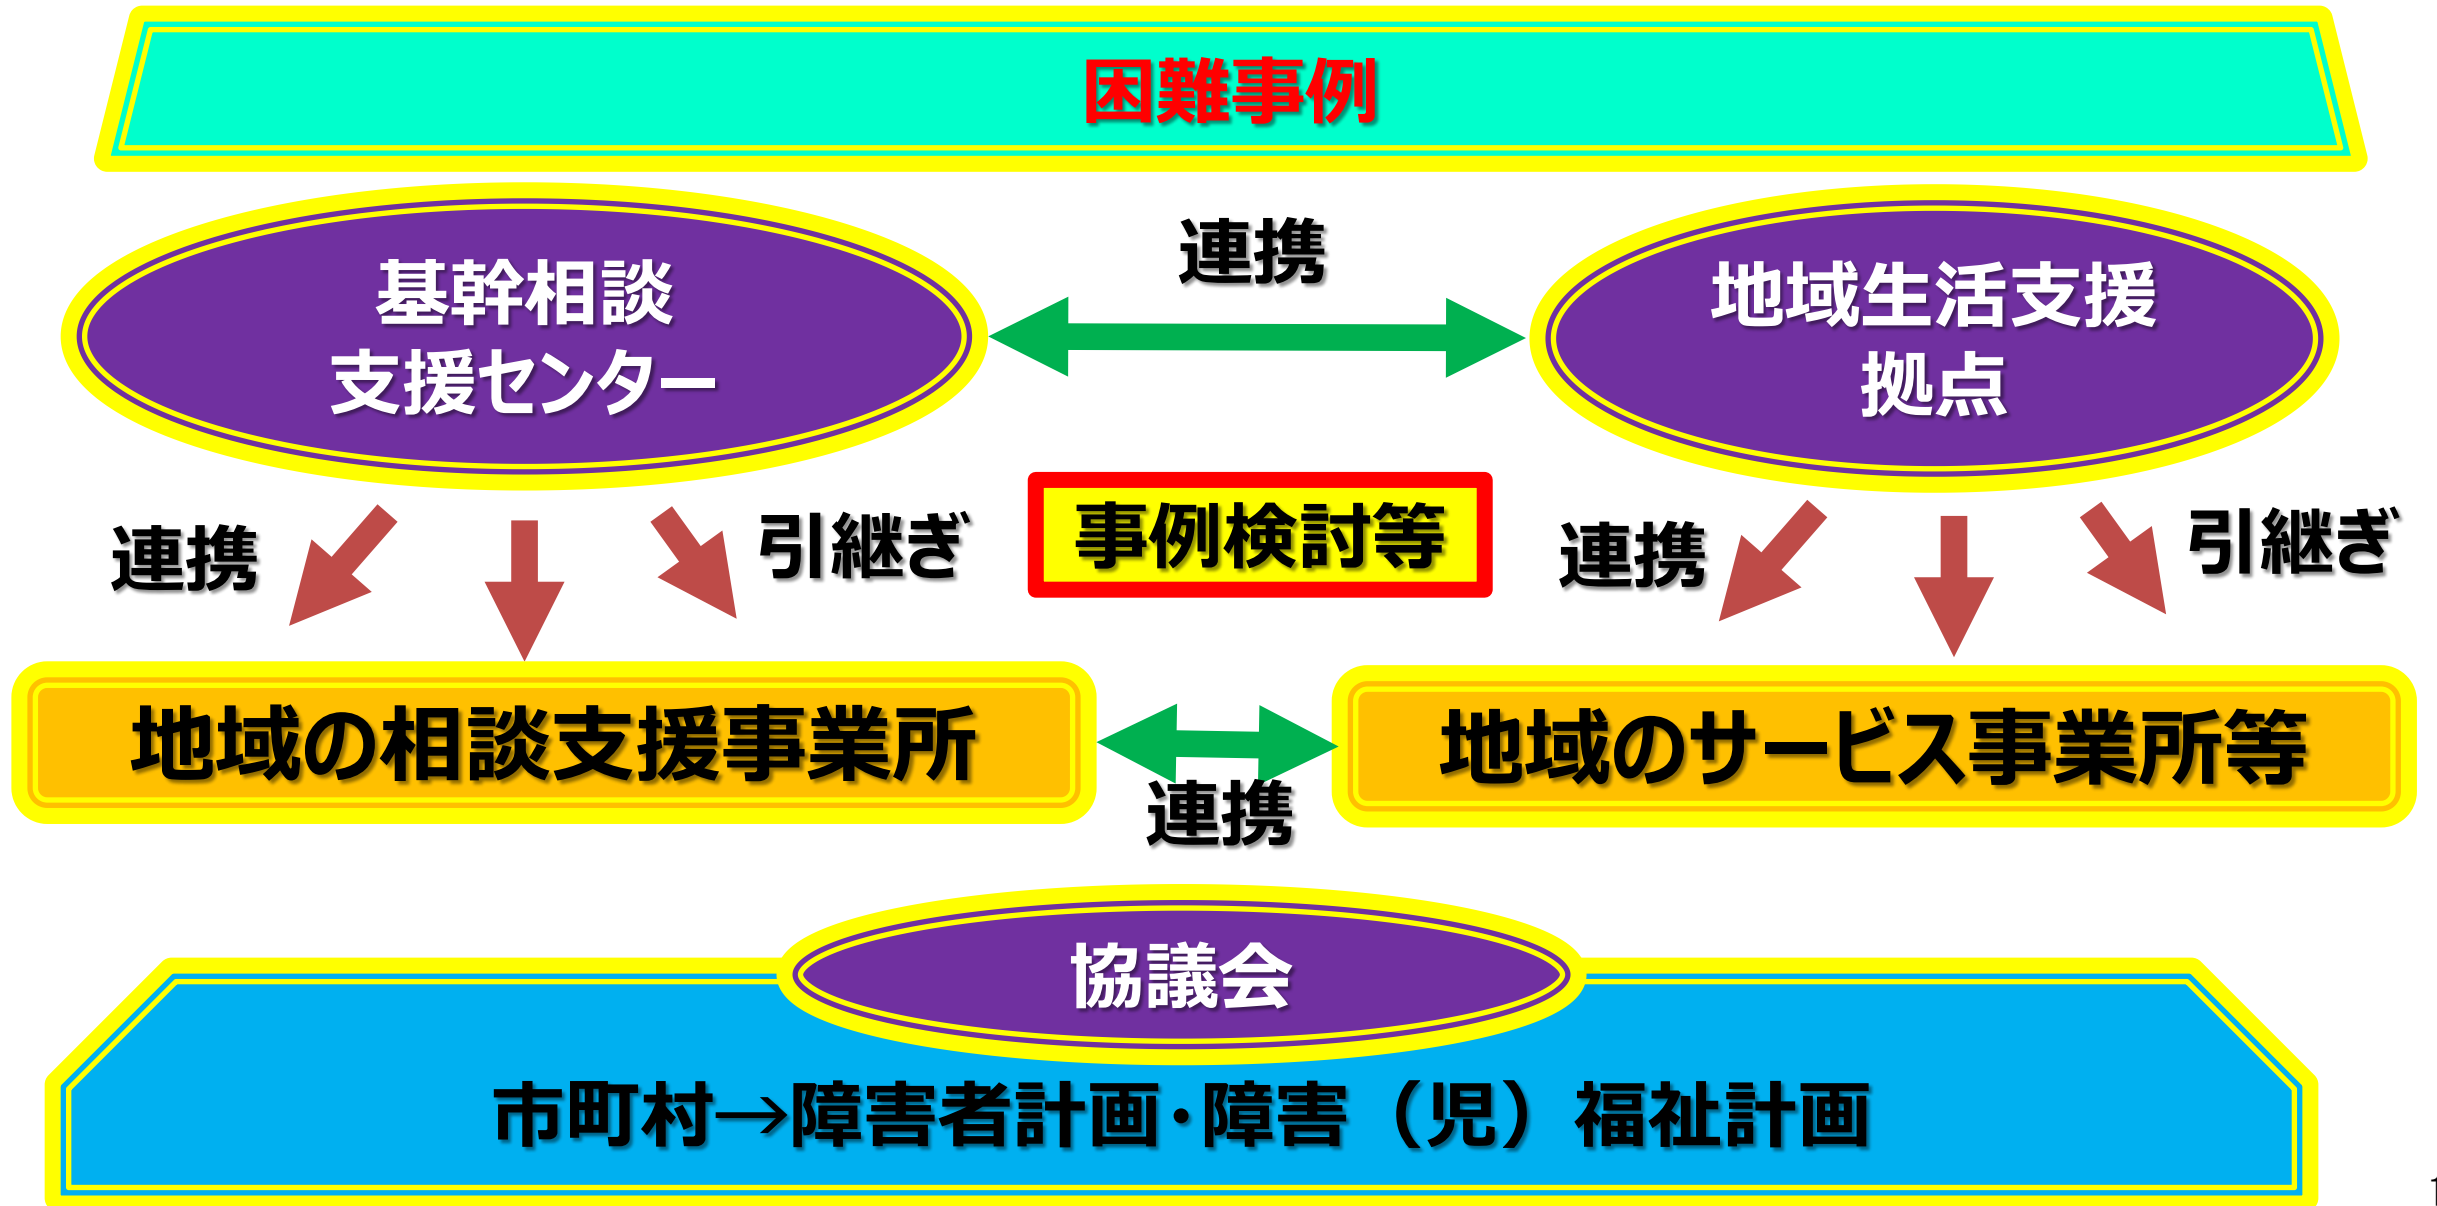 困難事例
連携
基幹相談
支援センター
地域生活支援
拠点
連携
引継ぎ
事例検討等
連携
引継ぎ
地域の相談支援事業所
地域のサービス事業所等
連携
協議会
市町村→障害者計画・障害（児）福祉計画